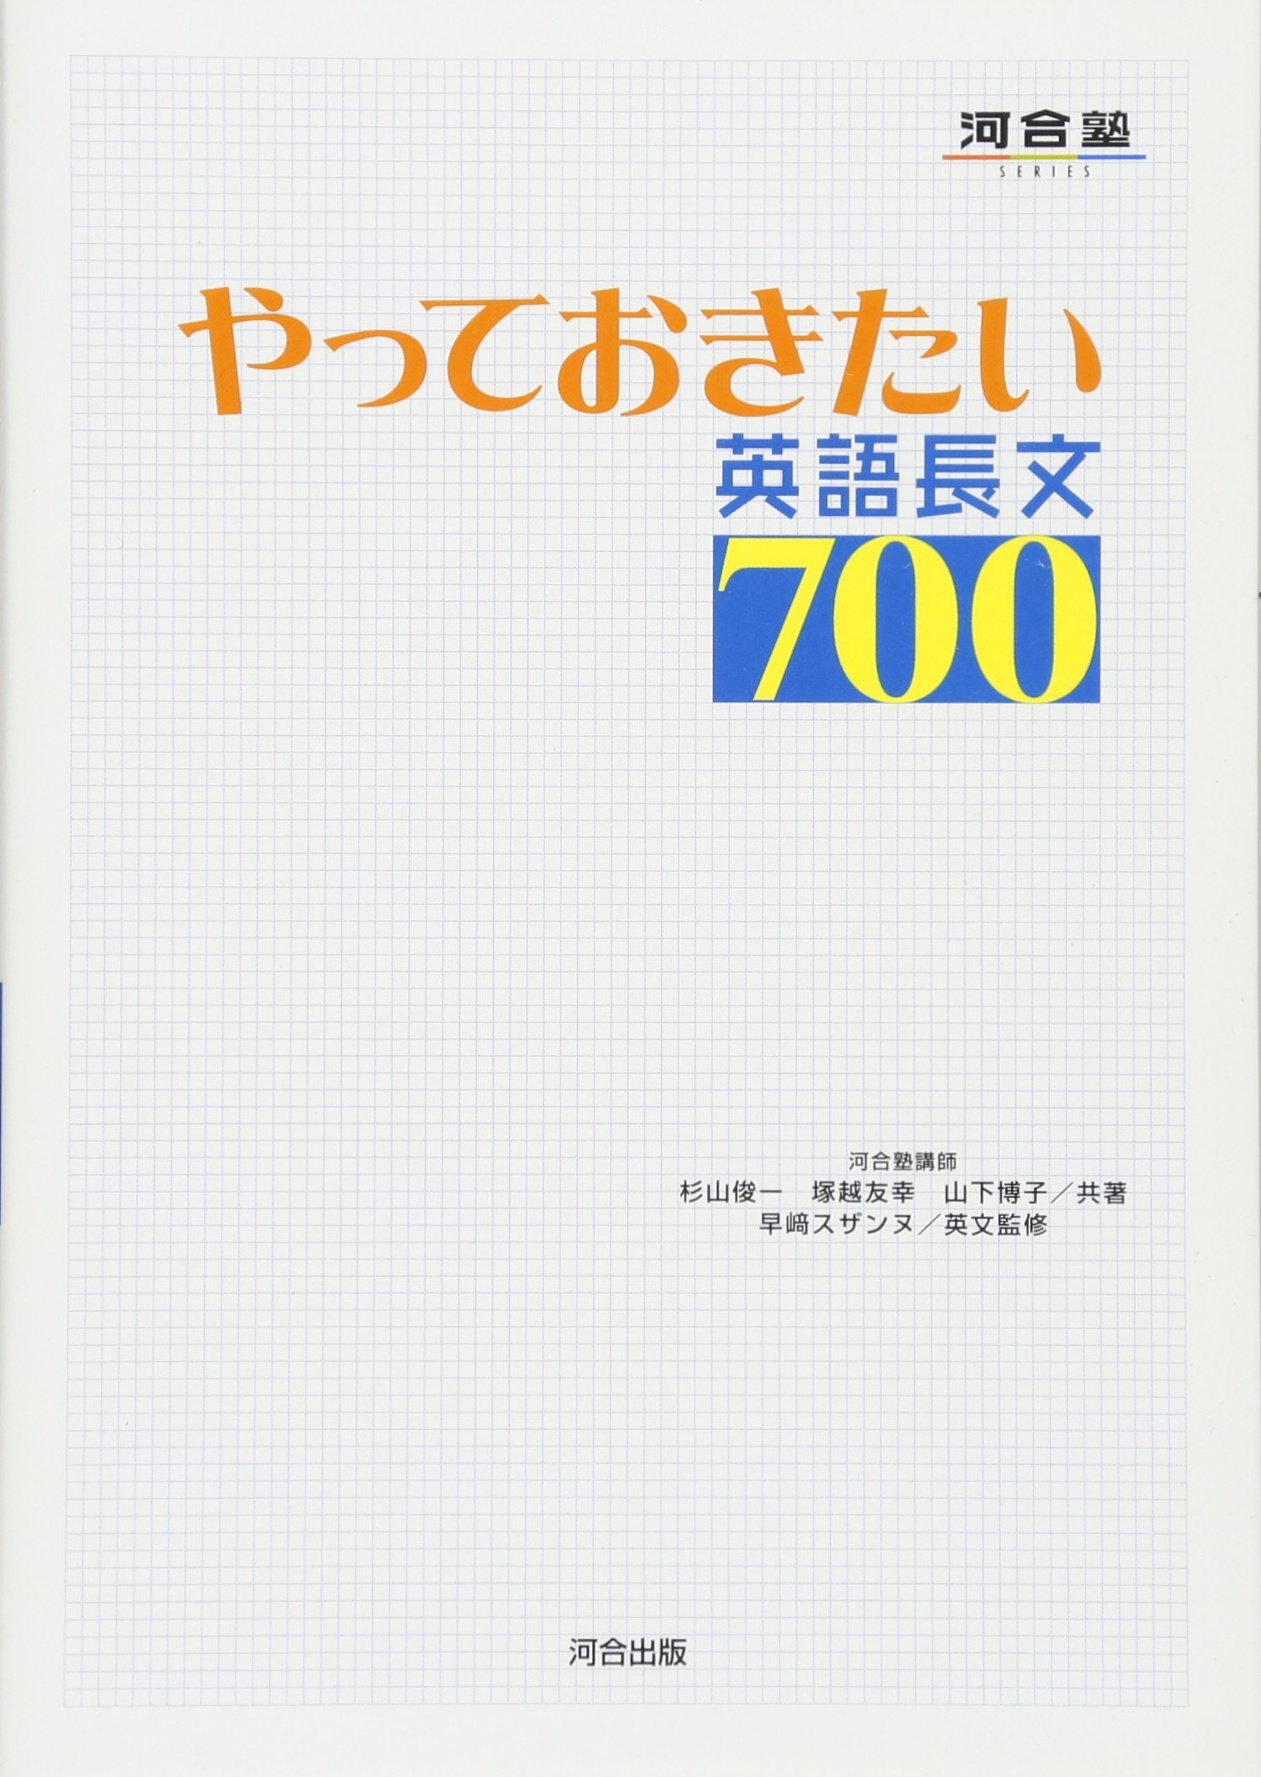 河合塾
SERIES
やっておきたい
英語長文
700
河合塾講師
杉山俊一　塚越友幸　山下博子／共著
早﨑スザンヌ／英文監修
河合出版